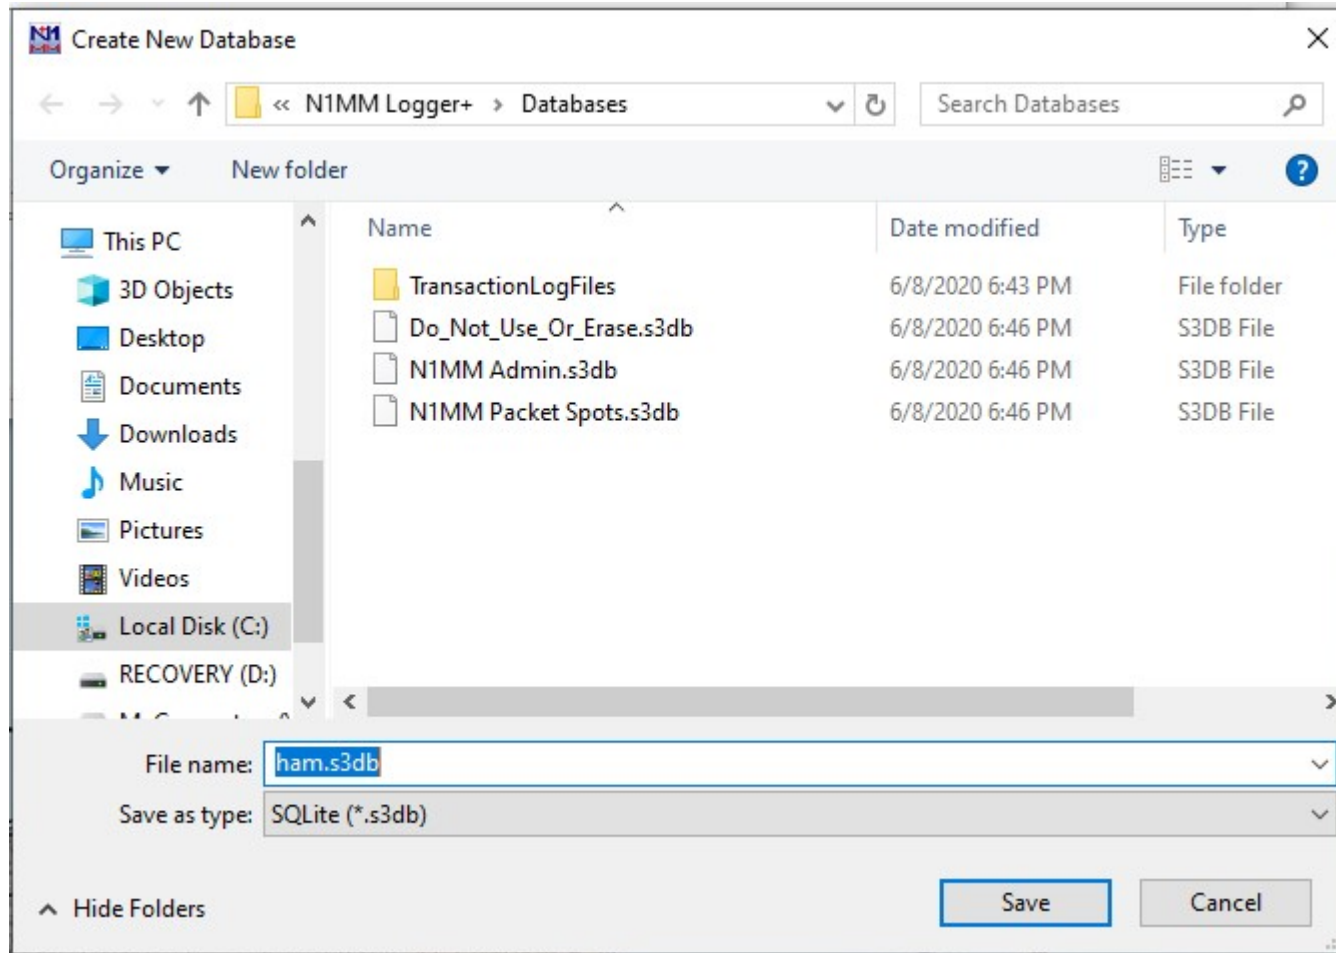 Create New Database
« N1MM Logger+ > Databases
Search Databases
Organize
New folder
Name
Date modified
Type
This PC
3D Objects
Desktop
Documents
Downloads
Music
Pictures
Videos
Local Disk (C:)
RECOVERY (D:)
TransactionLogFiles 6/8/2020 6:43 PM File folder
Do_Not_Use_Or_Erase.s3db 6/8/2020 6:46 PM S3DB File
N1MM Admin.s3db 6/8/2020 6:46 PM S3DB File
N1MM Packet Spots.s3db 6/8/2020 6:46 PM S3DB File
File name: ham.s3db
Save as type: SQLite (*.s3db)
Hide Folders
Save
Cancel